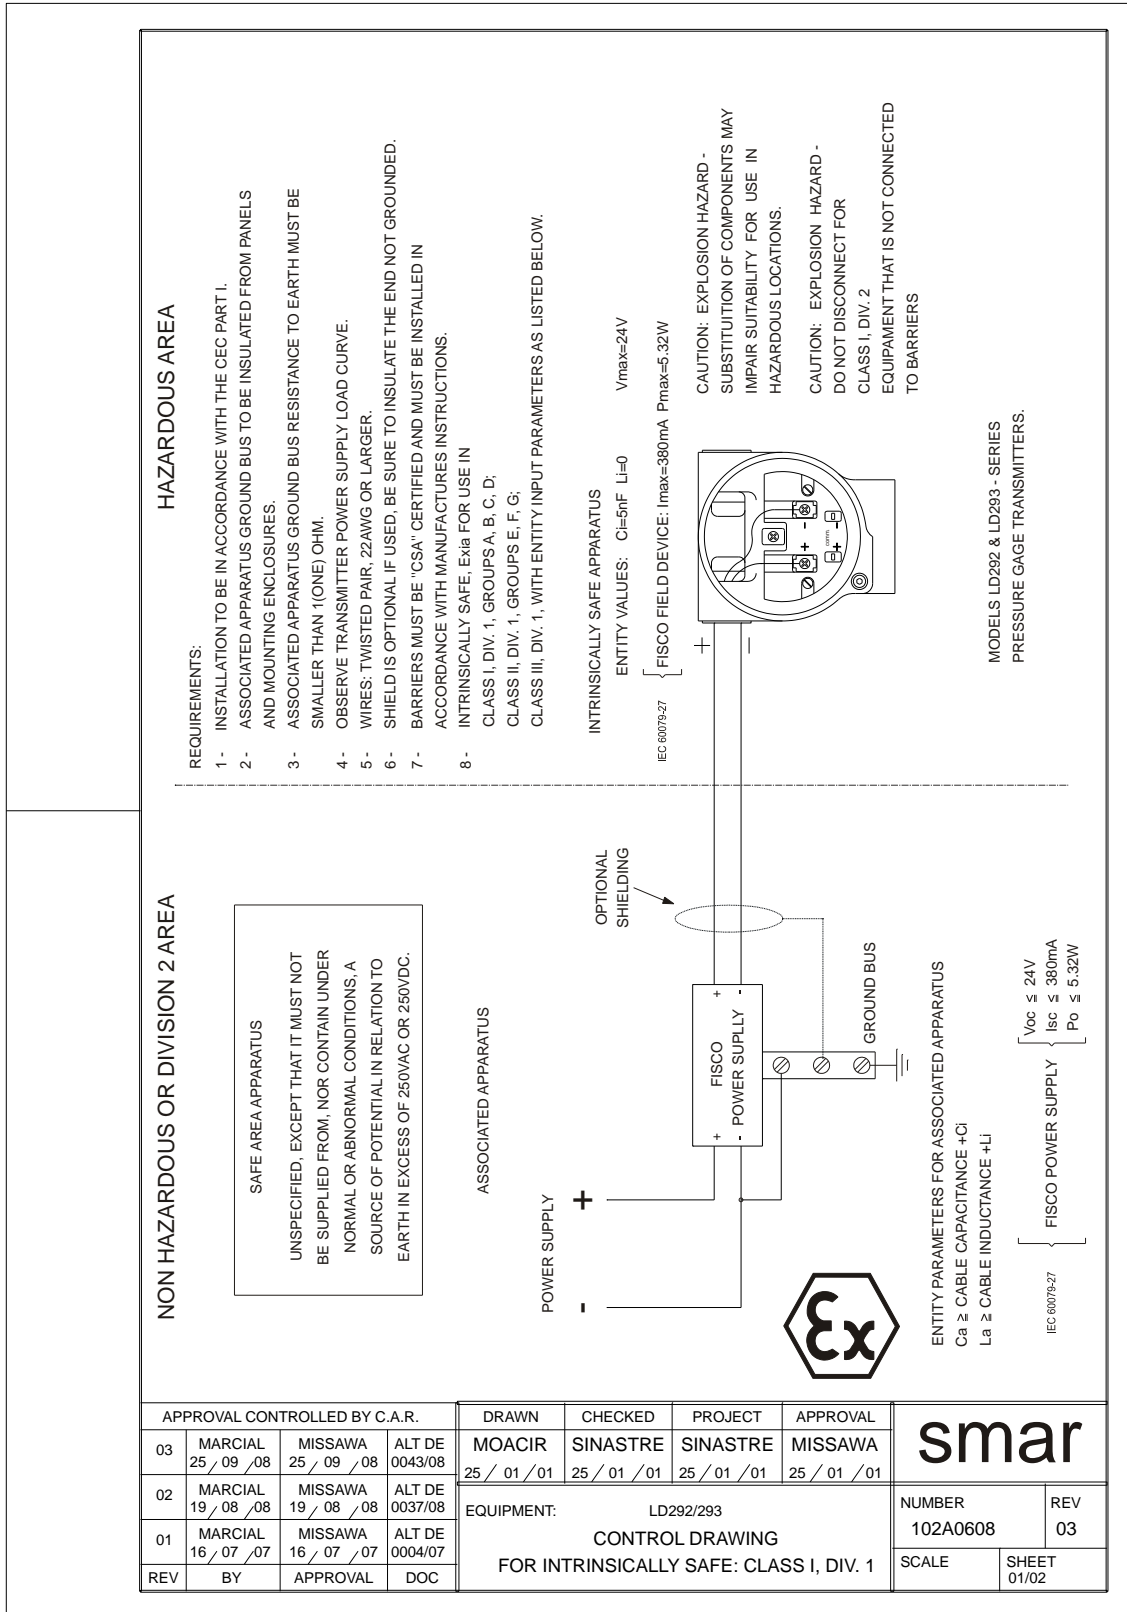 NON HAZARDOUS OR DIVISION 2 AREA
SAFE AREA APPARATUS
UNSPECIFIED, EXCEPT THAT IT MUST NOT
BE SUPPLIED FROM, NOR CONTAIN UNDER
NORMAL OR ABNORMAL CONDITIONS, A
SOURCE OF POTENTIAL IN RELATION TO
EARTH IN EXCESS OF 250VAC OR 250VDC.
ASSOCIATED APPARATUS
POWER SUPPLY
- +
OPTIONAL
SHIELDING
+ +
FISCO
POWER SUPLLY
- -
GROUND BUS
Ex
ENTITY PARAMETERS FOR ASSOCIATED APPARATUS
Ca ≥ CABLE CAPACITANCE +Ci
La ≥ CABLE INDUCTANCE +Li
IEC 60079-27
FISCO POWER SUPPLY
Voc ≤ 24V
Isc ≤ 380mA
Po ≤ 5.32W
HAZARDOUS AREA
REQUIREMENTS:
1 - INSTALLATION TO BE IN ACCORDANCE WITH THE CEC PART I.
2 - ASSOCIATED APPARATUS GROUND BUS TO BE INSULATED FROM PANELS
AND MOUNTING ENCLOSURES.
3 - ASSOCIATED APPARATUS GROUND BUS RESISTANCE TO EARTH MUST BE
SMALLER THAN 1(ONE) OHM.
4 - OBSERVE TRANSMITTER POWER SUPPLY LOAD CURVE.
5 - WIRES: TWISTED PAIR, 22AWG OR LARGER.
6 - SHIELD IS OPTIONAL IF USED, BE SURE TO INSULATE THE END NOT GROUNDED.
7 - BARRIERS MUST BE "CSA" CERTIFIED AND MUST BE INSTALLED IN
ACCORDANCE WITH MANUFACTURES INSTRUCTIONS.
8 - INTRINSICALLY SAFE, Exia FOR USE IN
CLASS I, DIV. 1, GROUPS A, B, C, D;
CLASS II, DIV. 1, GROUPS E, F, G;
CLASS III, DIV. 1, WITH ENTITY INPUT PARAMETERS AS LISTED BELOW.
INTRINSICALLY SAFE APPARATUS
ENTITY VALUES: Ci=5nF Li=0 Vmax=24V
IEC 60079-27
FISCO FIELD DEVICE: Imax=380mA Pmax=5.32W
+
-
+ -
comm.
+ -
CAUTION: EXPLOSION HAZARD -
SUBSTITUITION OF COMPONENTS MAY
IMPAIR SUITABILITY FOR USE IN
HAZARDOUS LOCATIONS.
CAUTION: EXPLOSION HAZARD -
DO NOT DISCONNECT FOR
CLASS I, DIV. 2
EQUIPAMENT THAT IS NOT CONNECTED
TO BARRIERS
MODELS LD292 & LD293 - SERIES
PRESSURE GAGE TRANSMITTERS.
APPROVAL CONTROLLED BY C.A.R.
03 MARCIAL 25 / 09 / 08 MISSAWA 25 / 09 / 08 ALT DE 0043/08
02 MARCIAL 19 / 08 / 08 MISSAWA 19 / 08 / 08 ALT DE 0037/08
01 MARCIAL 16 / 07 / 07 MISSAWA 16 / 07 / 07 ALT DE 0004/07
REV BY APPROVAL DOC
DRAWN CHECKED PROJECT APPROVAL
MOACIR SINASTRE SINASTRE MISSAWA
25 / 01 / 01 25 / 01 / 01 25 / 01 / 01 25 / 01 / 01
EQUIPMENT: LD292/293
CONTROL DRAWING
FOR INTRINSICALLY SAFE: CLASS I, DIV. 1
smar
NUMBER
102A0608
REV
03
SCALE
SHEET
01/02